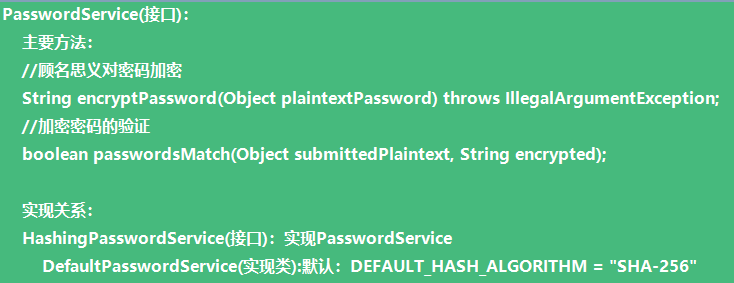 PasswordService(接口)：
主要方法：
//顾名思义对密码加密
String encryptPassword(Object plaintextPassword) throws IllegalArgumentException;
//加密密码的验证
boolean passwordsMatch(Object submittedPlaintext, String encrypted);
实现关系：
HashingPasswordService(接口)：实现PasswordService
DefaultPasswordService(实现类):默认：DEFAULT_HASH_ALGORITHM = "SHA-256"